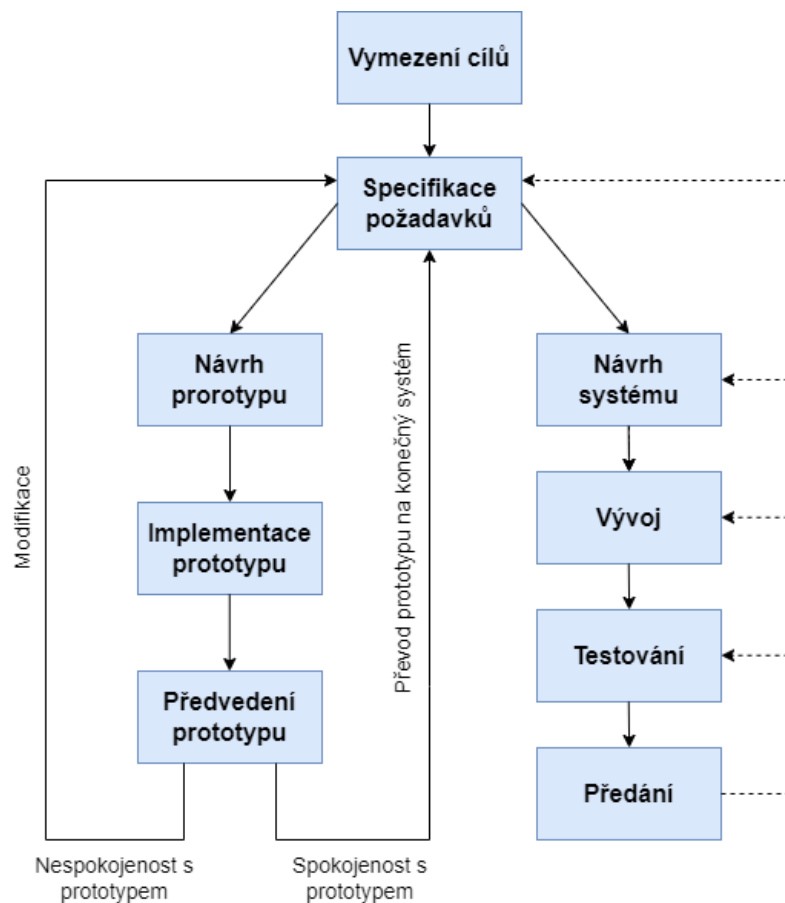 Vymezení cílů
Specifikace
požadavků
Návrh
prorotypu
Návrh
systému
Modifikace
Převod prototypu na konečný systém
Implementace
prototypu
Vývoj
Předvedení
prototypu
Testování
Předání
Nespokojenost s
prototypem
Spokojenost s
prototypem